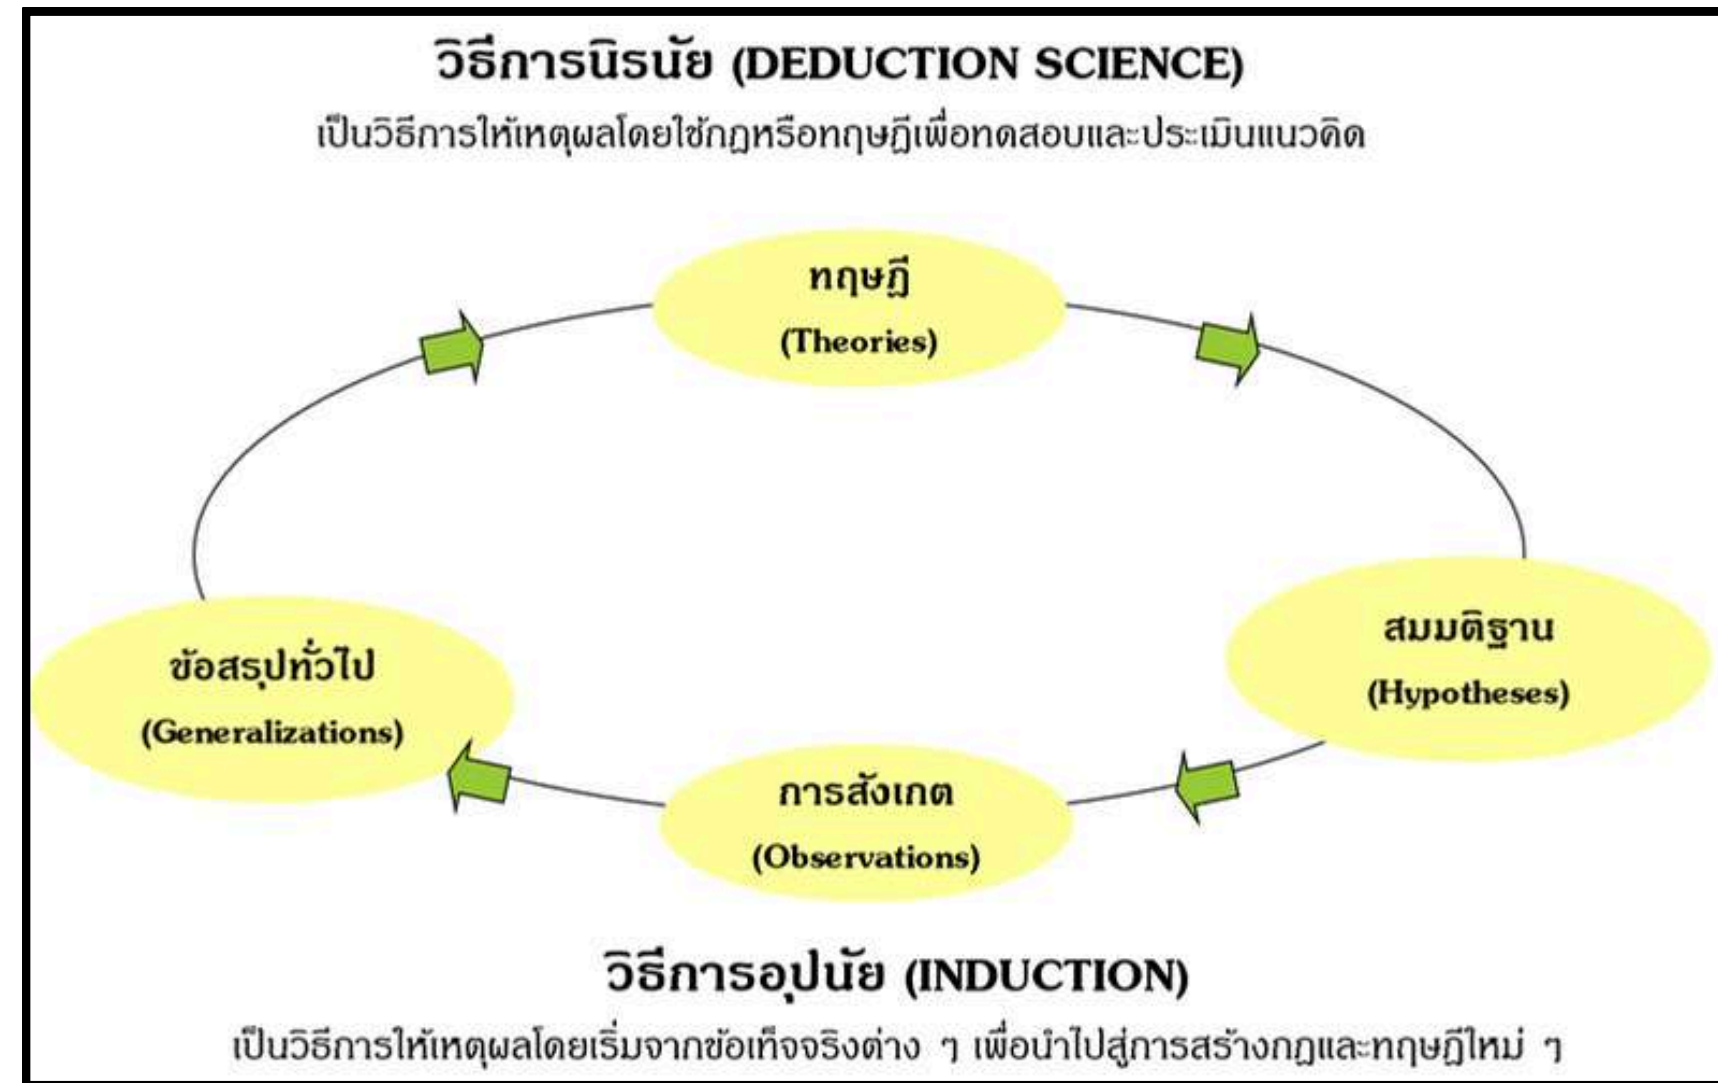 วิธีการนิรนัย (DEDUCTION SCIENCE)
เป็นวิธีการให้เหตุผลโดยใช้กฎหรือทฤษฎีเพื่อทดสอบและประเมินแนวคิด
ทฤษฎี
(Theories)
สมมติฐาน
(Hypotheses)
ข้อสรุปทั่วไป
(Generalizations)
การสังเกต
(Observations)
วิธีการอุปนัย (INDUCTION)
เป็นวิธีการให้เหตุผลโดยเริ่มจากข้อเท็จจริงต่าง ๆ เพื่อนำไปสู่การสร้างกฎและทฤษฎีใหม่ ๆ